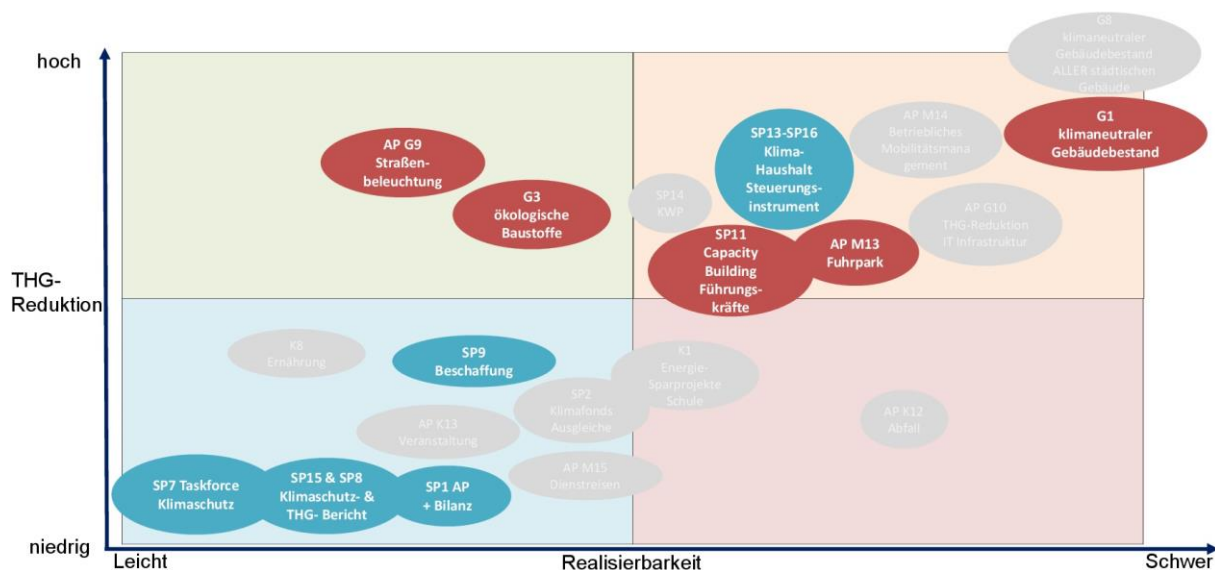 hoch
G8
klimaneutraler
Gebäudebestand
ALLER städtischen
Gebäude
G1
klimaneutraler
Gebäudebestand
AP M14
Betriebliches
Mobilitätsmana
gement
SP13-SP16
Klima-
Haushalt
Steuerungs-
instrument
AP G9
Straßen-
beleuchtung
G3
ökologische
Baustoffe
SP14
KWP
AP G10
THG-Reduktion
IT Infrastruktur
SP11
Capacity
Building
Führungs-
kräfte
AP M13
Fuhrpark
THG-
Reduktion
K8
Ernährung
SP9
Beschaffung
K1
Energie-
Sparprojekte
Schule
SP2
Klimafonds
Ausgleiche
AP K13
Veranstaltung
AP K12
Abfall
AP M15
Dienstreisen
SP7 Taskforce
Klimaschutz
SP15 & SP8
Klimaschutz- &
THG- Bericht
SP1 AP
+ Bilanz
niedrig
Leicht
Realisierbarkeit
Schwer